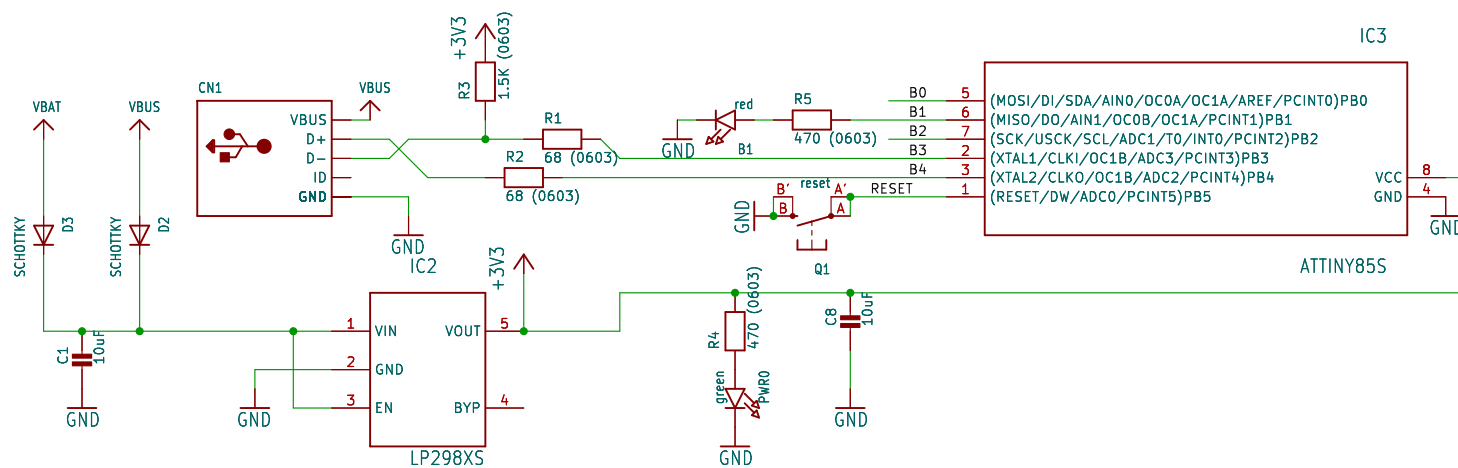 IC3
+3V3
R3
1.5K (0603)
VBAT
VBUS
CN1
VBUS
VBUS
D+
D-
ID
GND
R1
68 (0603)
R2
68 (0603)
GND
red
B1
R5
470 (0603)
B0
B1
B2
B3
B4
RESET
5
6
7
2
3
1
(MOSI/DI/SDA/AIN0/OC0A/OC1A/AREF/PCINT0)PB0
(MISO/DO/AIN1/OC0B/OC1A/PCINT1)PB1
(SCK/USCK/SCL/ADC1/T0/INT0/PCINT2)PB2
(XTAL1/CLKI/OC1B/ADC3/PCINT3)PB3
(XTAL2/CLKO/OC1B/ADC2/PCINT4)PB4
(RESET/DW/ADC0/PCINT5)PB5
VCC
GND
8
4
GND
ATTINY85S
GND
B'
B
reset
A'
A
Q1
SCHOTTKY
D3
SCHOTTKY
D2
GND
IC2
+3V3
C1
10uF
GND
GND
1
2
3
VIN
GND
EN
VOUT
BYP
5
4
LP298XS
R4
470 (0603)
green
PWR0
GND
C8
10uF
GND